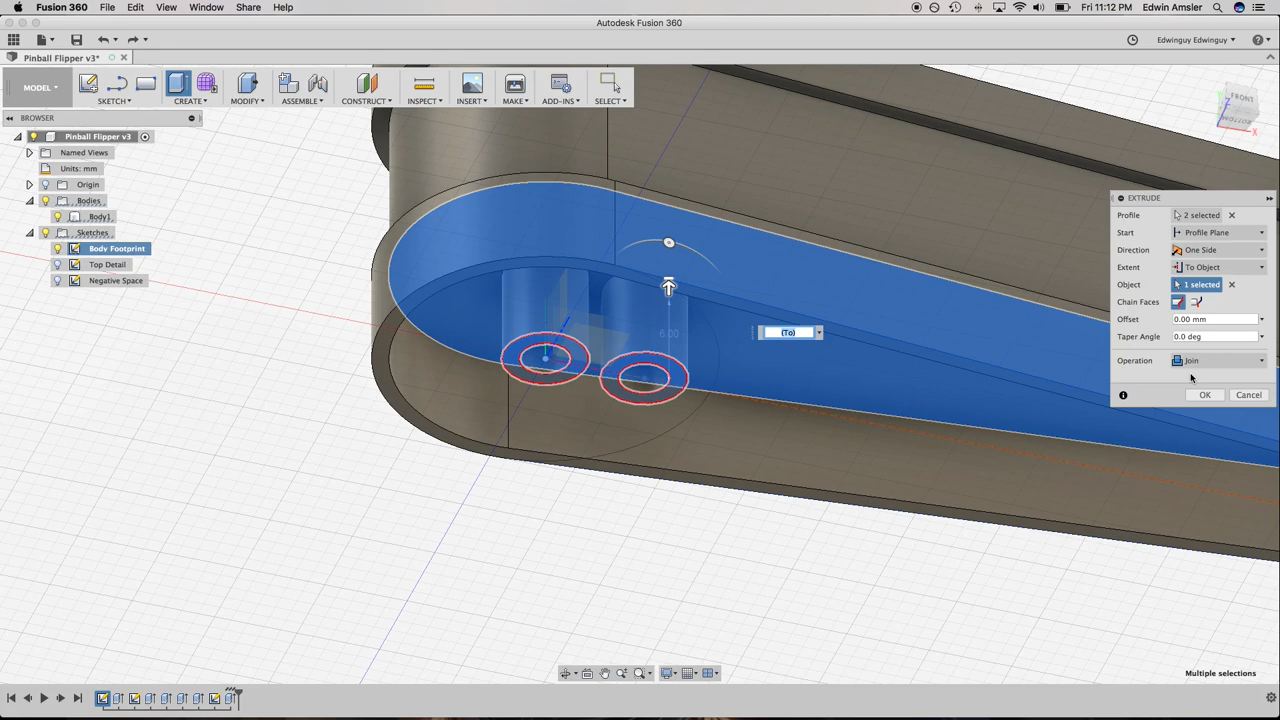 Fusion 360 File Edit View Window Share Help Fri 11:12 PM Edwin Amsler
Autodesk Fusion 360
Edwinguy Edwinguy
Pinball Flipper v3*
MODEL SKETCH CREATE MODIFY ASSEMBLE CONSTRUCT INSPECT INSERT MAKE ADD-INS SELECT
BROWSER
Pinball Flipper v3
Named Views
Units: mm
Origin
Bodies
Body1
Sketches
Body Footprint
Top Detail
Negative Space
FRONT
BOTTOM
Z
X
6.00
(To)
EXTRUDE
Profile 2 selected
Start Profile Plane
Direction One Side
Extent To Object
Object 1 selected
Chain Faces
Offset 0.00 mm
Taper Angle 0.0 deg
Operation Join
OK Cancel
Multiple selections